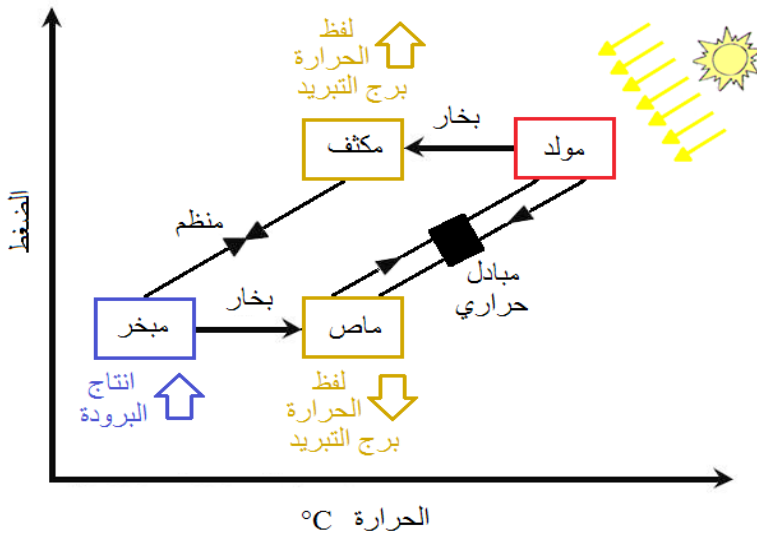 لفظ
الحرارة
برج التبريد
بخار
مولد
مكثف
منظم
مبادل
حراري
الضغط
بخار
مبخر
ماص
انتاج
البرودة
لفظ
الحرارة
برج التبريد
الحرارة °C